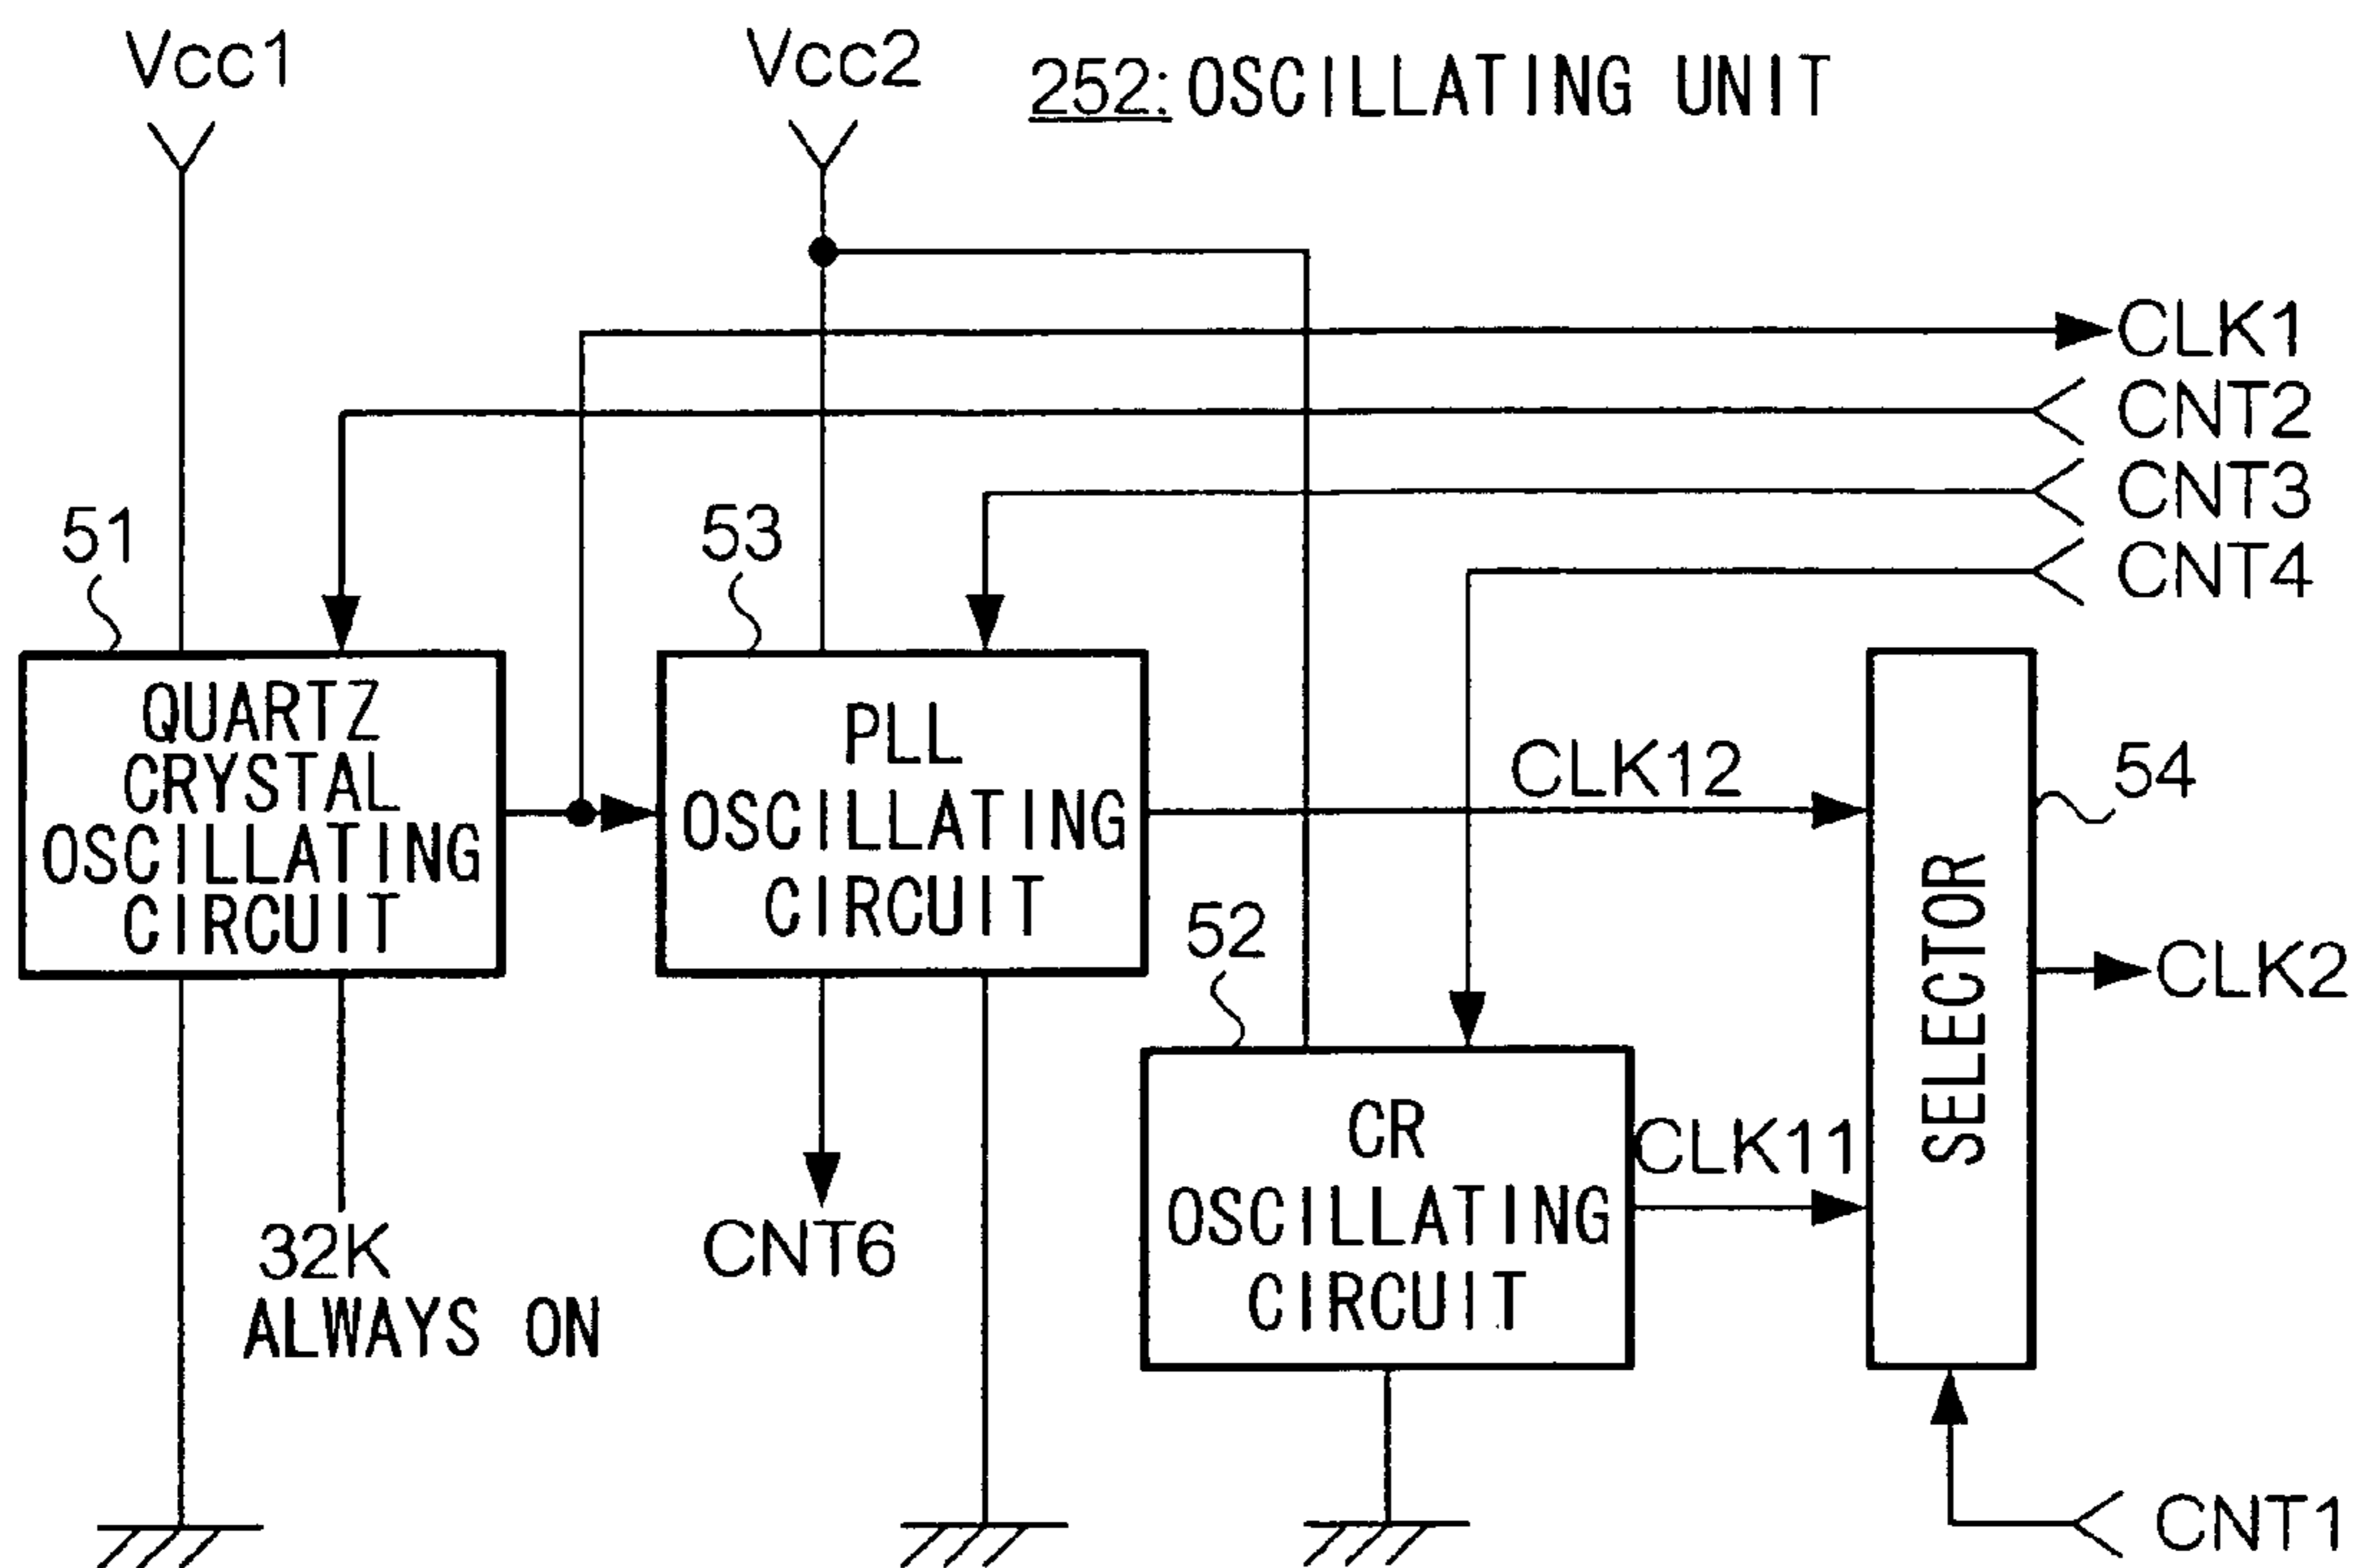 Vcc1
Vcc2
252: OSCILLATING UNIT
CLK1
CNT2
CNT3
CNT4
51
53
QUARTZ
CRYSTAL
OSCILLATING
CIRCUIT
PLL
OSCILLATING
CIRCUIT
CLK12
54
52
SELECTOR
CLK2
CR
OSCILLATING
CIRCUIT
CLK11
32K
ALWAYS ON
CNT6
CNT1